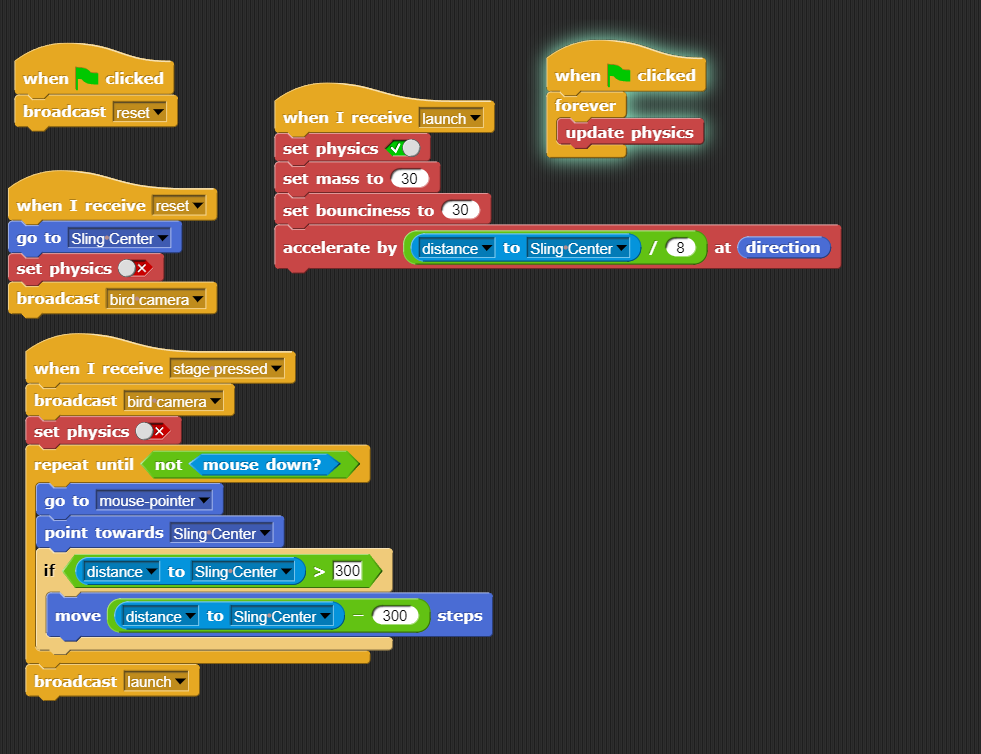 when clicked
broadcast reset
when I receive reset
go to Sling Center
set physics
broadcast bird camera
when I receive stage pressed
broadcast bird camera
set physics
repeat until not mouse down?
go to mouse-pointer
point towards Sling Center
if distance to Sling Center > 300
move distance to Sling Center − 300 steps
broadcast launch
when I receive launch
set physics
set mass to 30
set bounciness to 30
accelerate by distance to Sling Center / 8 at direction
when clicked
forever
update physics